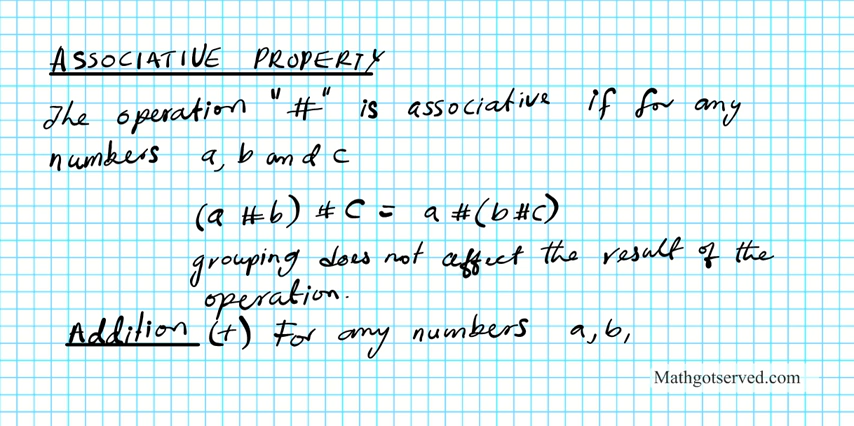 ASSOCIATIVE PROPERTY
The operation "#" is associative if for any
numbers a, b and c
(a # b) # c = a # (b # c)
grouping does not affect the result of the
operation.
Addition (+) For any numbers a, b,
Mathgotserved.com